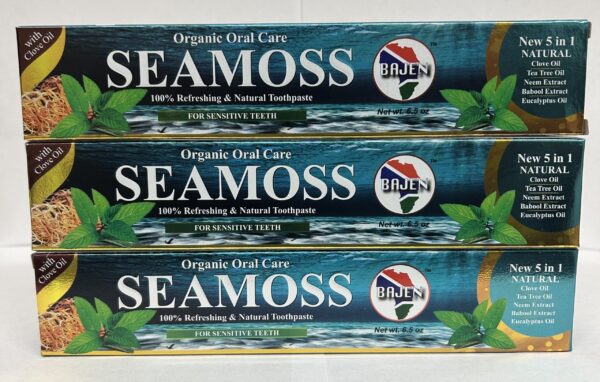 with
Clove Oil
Organic Oral Care
SEAMOSS
100% Refreshing & Natural Toothpaste
FOR SENSITIVE TEETH
BAJEN
TM
Net wt. 6.5 oz
New 5 in 1
NATURAL
Clove Oil
Tea Tree Oil
Neem Extract
Babool Extract
Eucalyptus Oil
with
Clove Oil
Organic Oral Care
SEAMOSS
100% Refreshing & Natural Toothpaste
FOR SENSITIVE TEETH
BAJEN
TM
Net wt. 6.5 oz
New 5 in 1
NATURAL
Clove Oil
Tea Tree Oil
Neem Extract
Babool Extract
Eucalyptus Oil
with
Clove Oil
Organic Oral Care
SEAMOSS
100% Refreshing & Natural Toothpaste
FOR SENSITIVE TEETH
BAJEN
TM
Net wt. 6.5 oz
New 5 in 1
NATURAL
Clove Oil
Tea Tree Oil
Neem Extract
Babool Extract
Eucalyptus Oil